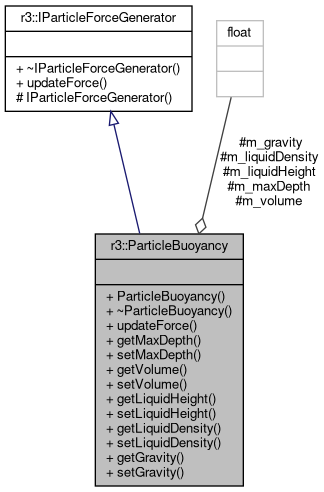 r3::IParticleForceGenerator
+ ~IParticleForceGenerator()
+ updateForce()
# IParticleForceGenerator()
float
#m_gravity
#m_liquidDensity
#m_liquidHeight
#m_maxDepth
#m_volume
r3::ParticleBuoyancy
+ ParticleBuoyancy()
+ ~ParticleBuoyancy()
+ updateForce()
+ getMaxDepth()
+ setMaxDepth()
+ getVolume()
+ setVolume()
+ getLiquidHeight()
+ setLiquidHeight()
+ getLiquidDensity()
+ setLiquidDensity()
+ getGravity()
+ setGravity()